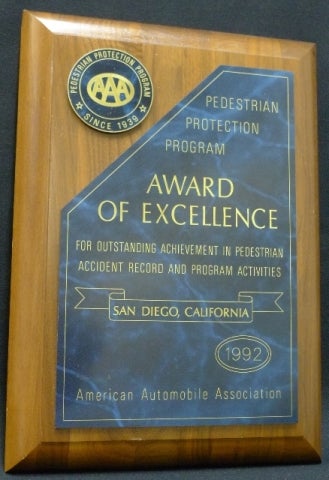 PEDESTRIAN PROTECTION PROGRAM
AAA
SINCE 1939
PEDESTRIAN
PROTECTION
PROGRAM
AWARD
OF EXCELLENCE
FOR OUTSTANDING ACHIEVEMENT IN PEDESTRIAN
ACCIDENT RECORD AND PROGRAM ACTIVITIES
SAN DIEGO, CALIFORNIA
1992
American Automobile Association